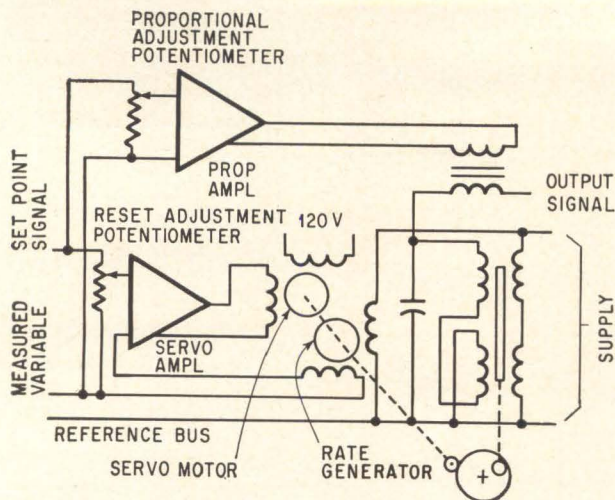 PROPORTIONAL
ADJUSTMENT
POTENTIOMETER
PROP
AMPL
SET POINT
SIGNAL
RESET ADJUSTMENT
POTENTIOMETER
120 V
OUTPUT
SIGNAL
SUPPLY
MEASURED
VARIABLE
SERVO
AMPL
REFERENCE BUS
SERVO MOTOR
RATE
GENERATOR
+